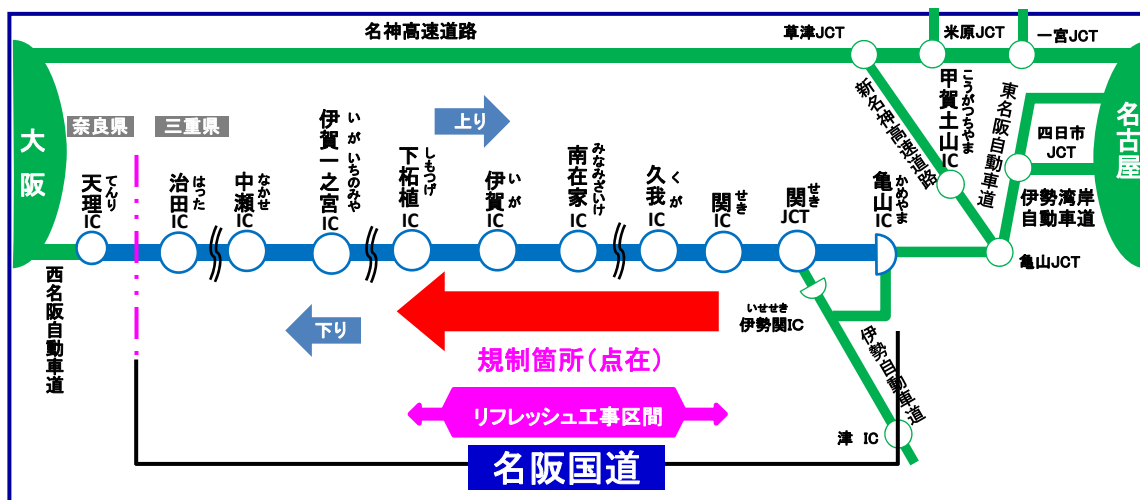 名神高速道路
草津JCT
米原JCT
一宮JCT
大阪
名古屋
奈良県
三重県
上り
天理IC
てんり
治田IC
はった
中瀬IC
なかせ
伊賀一之宮IC
いが いちのみや
下柘植IC
しもつげ
伊賀IC
いが
南在家IC
みなみざいけ
久我IC
くが
関IC
せき
関JCT
せき
亀山IC
かめやま
新名神高速道路
甲賀土山IC
こうがつちやま
東名阪自動車道
四日市
JCT
伊勢湾岸
自動車道
亀山JCT
西名阪自動車道
下り
いせせき
伊勢関IC
伊勢自動車道
規制箇所(点在)
リフレッシュ工事区間
津 IC
名阪国道